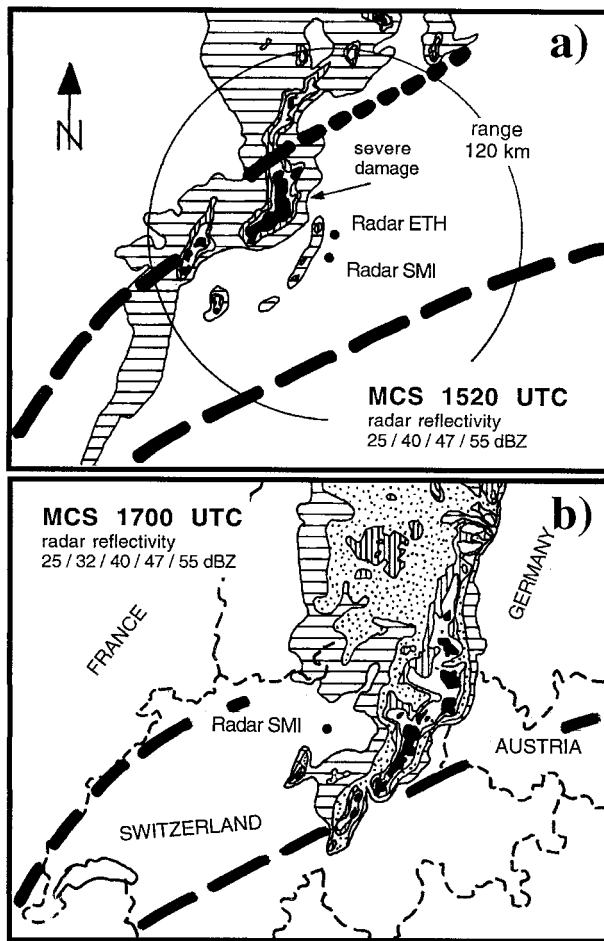 a)
N
range
120 km
severe
damage
Radar ETH
Radar SMI
MCS 1520 UTC
radar reflectivity
25 / 40 / 47 / 55 dBZ
b)
MCS 1700 UTC
radar reflectivity
25 / 32 / 40 / 47 / 55 dBZ
FRANCE
GERMANY
Radar SMI
AUSTRIA
SWITZERLAND